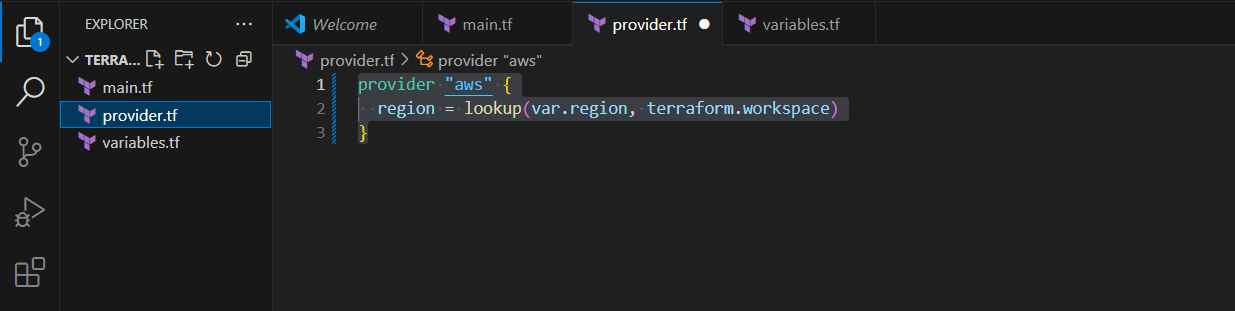 EXPLORER ···
Welcome main.tf provider.tf variables.tf
1
TERRA...
provider.tf > provider "aws"
main.tf
provider.tf
variables.tf
1 provider "aws" {
2 region = lookup(var.region, terraform.workspace)
3 }